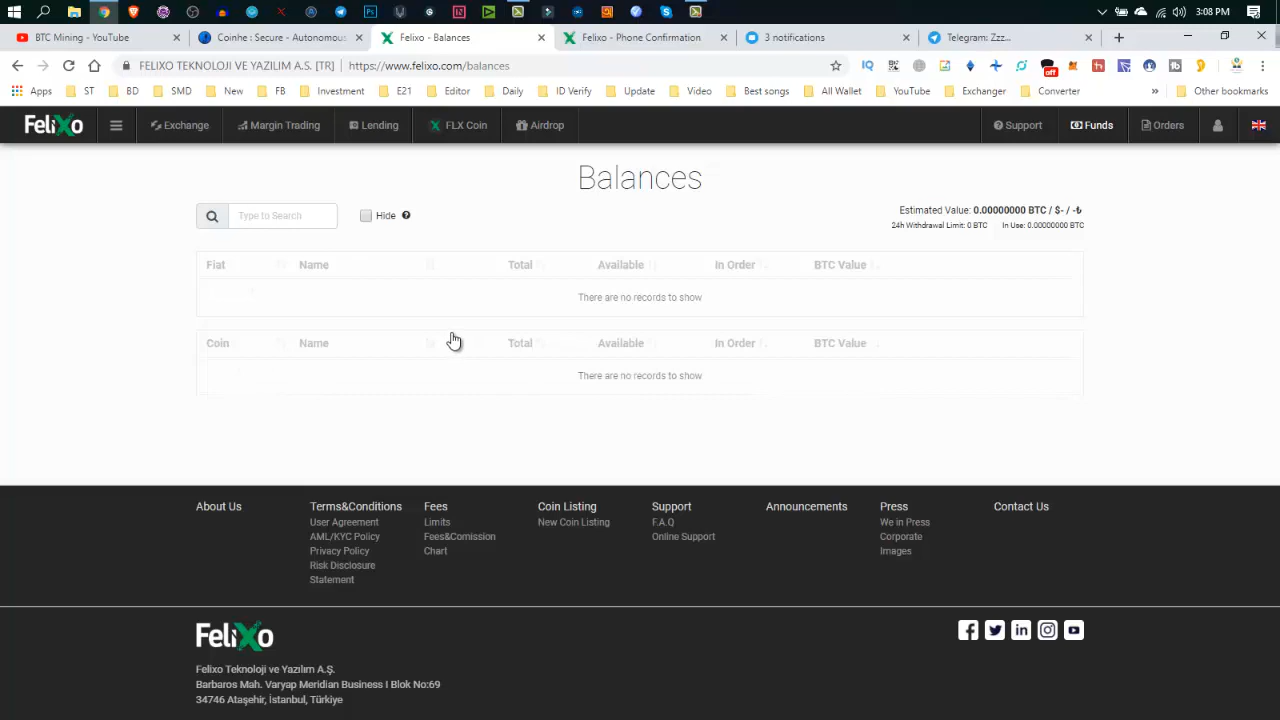 3:08 PM
BTC Mining - YouTube
Coinhe : Secure - Autonomous
Felixo - Balances
Felixo - Phone Confirmation
3 notifications
Telegram: Zzz...
FELIXO TEKNOLOJI VE YAZILIM A.S. [TR]
https://www.felixo.com/balances
IQ
off
Apps
ST
BD
SMD
New
FB
Investment
E21
Editor
Daily
ID Verify
Update
Video
Best songs
All Wallet
YouTube
Exchanger
Converter
Other bookmarks
FeliXo
Exchange
Margin Trading
Lending
FLX Coin
Airdrop
Support
Funds
Orders
Balances
Type to Search
Hide
Estimated Value: 0.00000000 BTC / $- / -₺
24h Withdrawal Limit: 0 BTC In Use: 0.00000000 BTC
Fiat Name Total Available In Order BTC Value
There are no records to show
Coin Name Total Available In Order BTC Value
There are no records to show
About Us
Terms&Conditions
User Agreement
AML/KYC Policy
Privacy Policy
Risk Disclosure
Statement
Fees
Limits
Fees&Comission
Chart
Coin Listing
New Coin Listing
Support
F.A.Q
Online Support
Announcements
Press
We in Press
Corporate
Images
Contact Us
FeliXo
Felixo Teknoloji ve Yazılım A.Ş.
Barbaros Mah. Varyap Meridian Business I Blok No:69
34746 Ataşehir, İstanbul, Türkiye